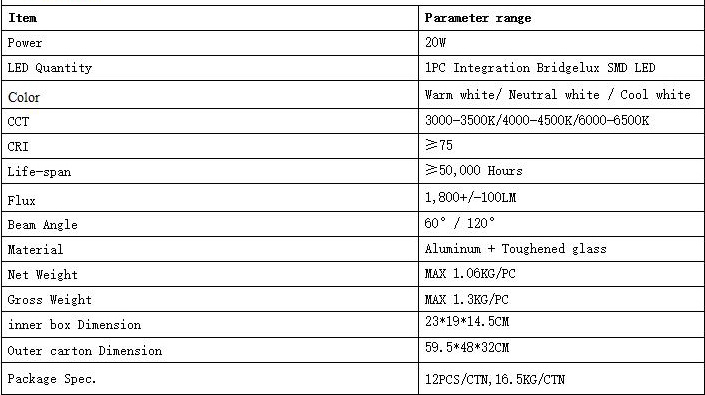 Item Parameter range
Power 20W
LED Quantity 1PC Integration Bridgelux SMD LED
Color Warm white/ Neutral white / Cool white
CCT 3000-3500K/4000-4500K/6000-6500K
CRI ≥75
Life-span ≥50,000 Hours
Flux 1,800+/-100LM
Beam Angle 60°/ 120°
Material Aluminum + Toughened glass
Net Weight MAX 1.06KG/PC
Gross Weight MAX 1.3KG/PC
inner box Dimension 23*19*14.5CM
Outer carton Dimension 59.5*48*32CM
Package Spec. 12PCS/CTN,16.5KG/CTN